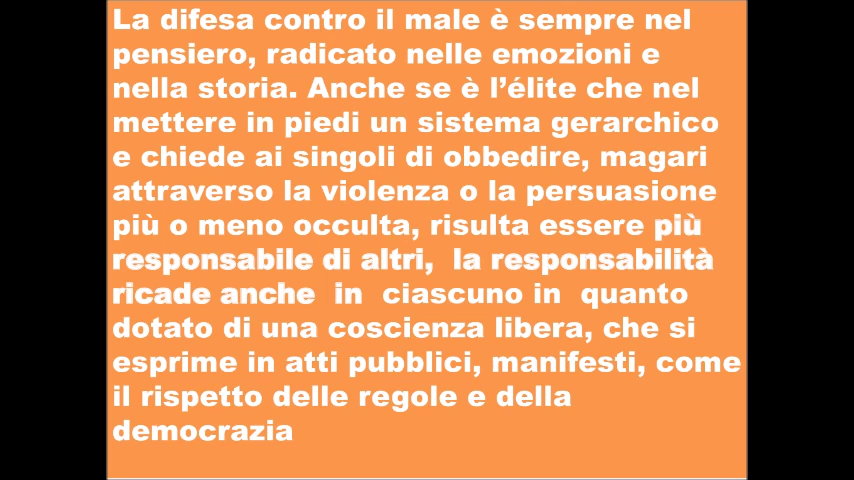 La difesa contro il male è sempre nel
pensiero, radicato nelle emozioni e
nella storia. Anche se è l’élite che nel
mettere in piedi un sistema gerarchico
e chiede ai singoli di obbedire, magari
attraverso la violenza o la persuasione
più o meno occulta, risulta essere più
responsabile di altri,  la responsabilità
ricade anche  in  ciascuno in  quanto
dotato di una coscienza libera, che si
esprime in atti pubblici, manifesti, come
il rispetto delle regole e della
democrazia